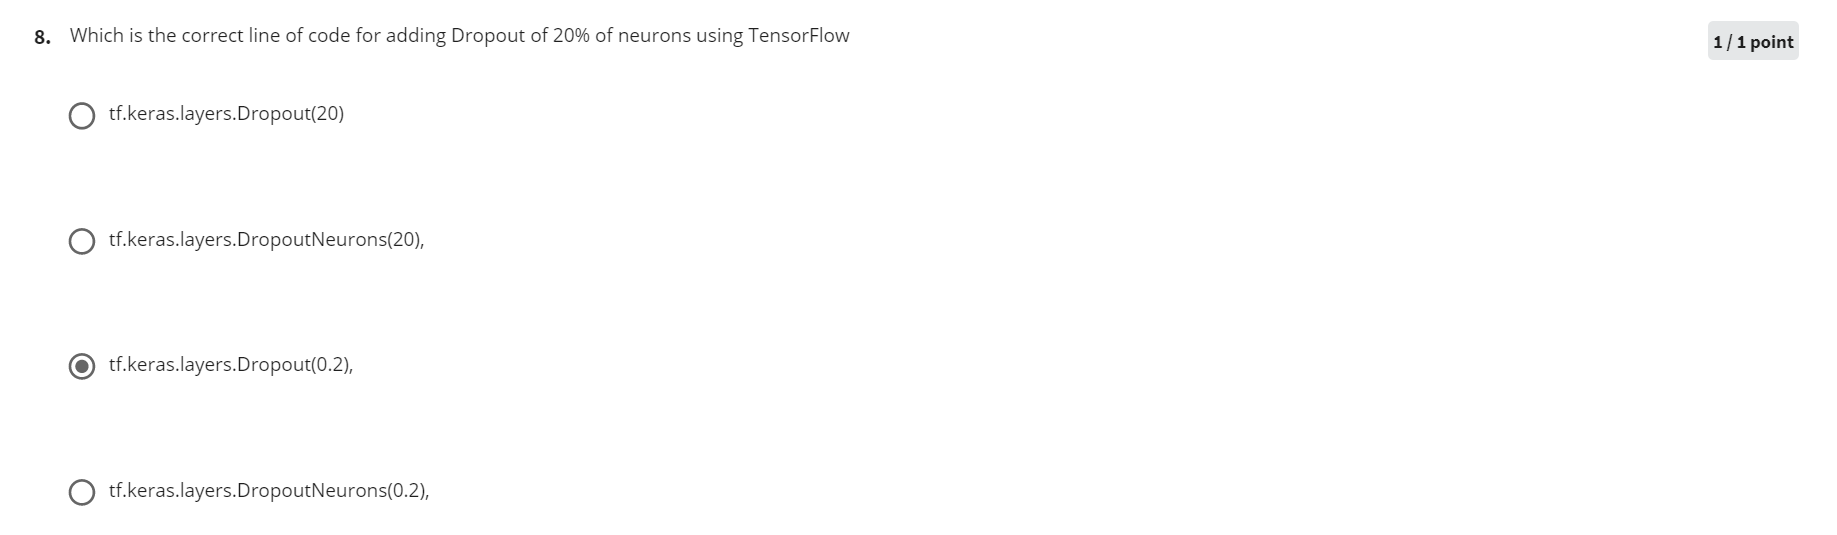 8. Which is the correct line of code for adding Dropout of 20% of neurons using TensorFlow
1 / 1 point
tf.keras.layers.Dropout(20)
tf.keras.layers.DropoutNeurons(20),
tf.keras.layers.Dropout(0.2),
tf.keras.layers.DropoutNeurons(0.2),